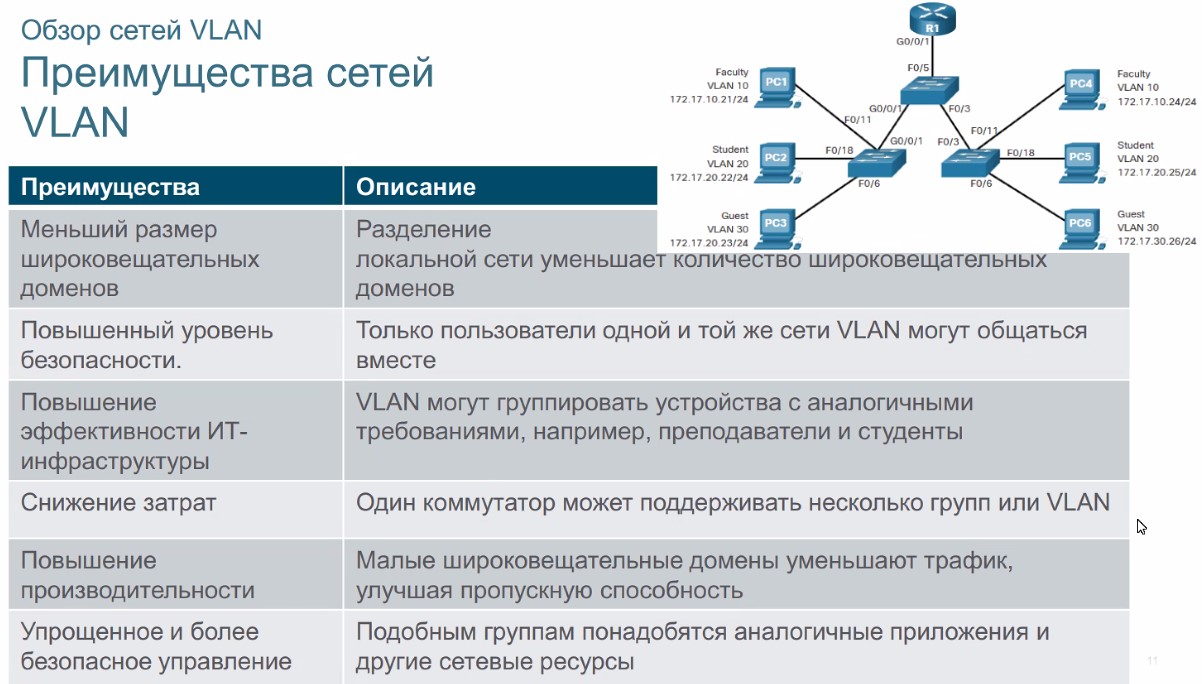 Обзор сетей VLAN
Преимущества сетей
VLAN
R1
G0/0/1
F0/5
G0/0/1
F0/3
Faculty
VLAN 10
172.17.10.21/24
PC1
F0/11
Student
VLAN 20
172.17.20.22/24
PC2
F0/18
G0/0/1
F0/6
Guest
VLAN 30
172.17.20.23/24
PC3
F0/3
F0/11
F0/18
F0/6
PC4
Faculty
VLAN 10
172.17.10.24/24
PC5
Student
VLAN 20
172.17.20.25/24
PC6
Guest
VLAN 30
172.17.30.26/24
Преимущества
Описание
Меньший размер
широковещательных
доменов
Разделение
локальной сети уменьшает количество широковещательных
доменов
Повышенный уровень
безопасности.
Только пользователи одной и той же сети VLAN могут общаться
вместе
Повышение
эффективности ИТ-
инфраструктуры
VLAN могут группировать устройства с аналогичными
требованиями, например, преподаватели и студенты
Снижение затрат
Один коммутатор может поддерживать несколько групп или VLAN
Повышение
производительности
Малые широковещательные домены уменьшают трафик,
улучшая пропускную способность
Упрощенное и более
безопасное управление
Подобным группам понадобятся аналогичные приложения и
другие сетевые ресурсы
11